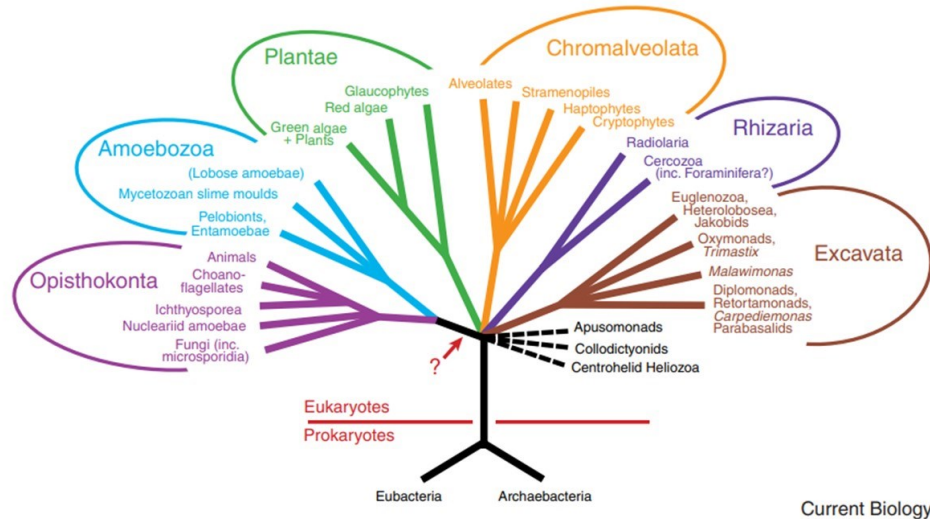 Plantae
Glaucophytes
Red algae
Green algae
+ Plants
Chromalveolata
Alveolates
Stramenopiles
Haptophytes
Cryptophytes
Rhizaria
Radiolaria
Cercozoa
(inc. Foraminifera?)
Amoebozoa
(Lobose amoebae)
Mycetozoan slime moulds
Pelobionts,
Entamoebae
Excavata
Euglenozoa,
Heterolobosea,
Jakobids
Oxymonads,
Trimastix
Malawimonas
Diplomonads,
Retortamonads,
Carpediemonas
Parabasalids
Opisthokonta
Animals
Choano-
flagellates
Ichthyosporea
Nucleariid amoebae
Fungi (inc.
microsporidia)
?
Apusomonads
Collodictyonids
Centrohelid Heliozoa
Eukaryotes
Prokaryotes
Eubacteria
Archaebacteria
Current Biology